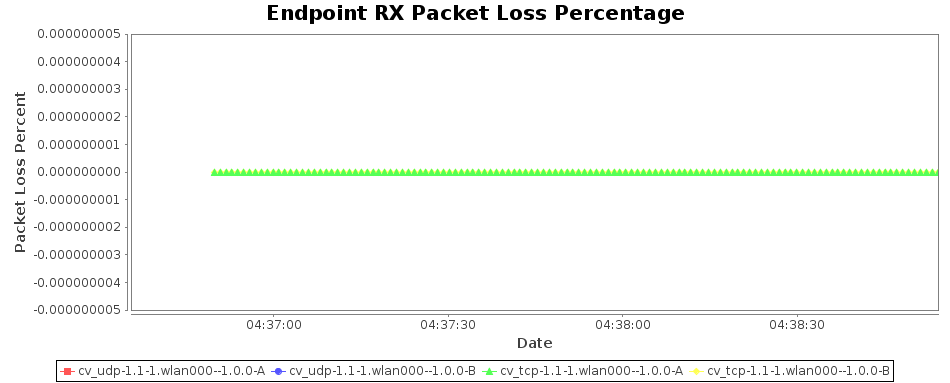 Endpoint RX Packet Loss Percentage
Packet Loss Percent
0.000000005
0.000000004
0.000000003
0.000000002
0.000000001
0.000000000
-0.000000001
-0.000000002
-0.000000003
-0.000000004
-0.000000005
04:37:00 04:37:30 04:38:00 04:38:30
Date
cv_udp-1.1-1.wlan000--1.0.0-A cv_udp-1.1-1.wlan000--1.0.0-B cv_tcp-1.1-1.wlan000--1.0.0-A cv_tcp-1.1-1.wlan000--1.0.0-B